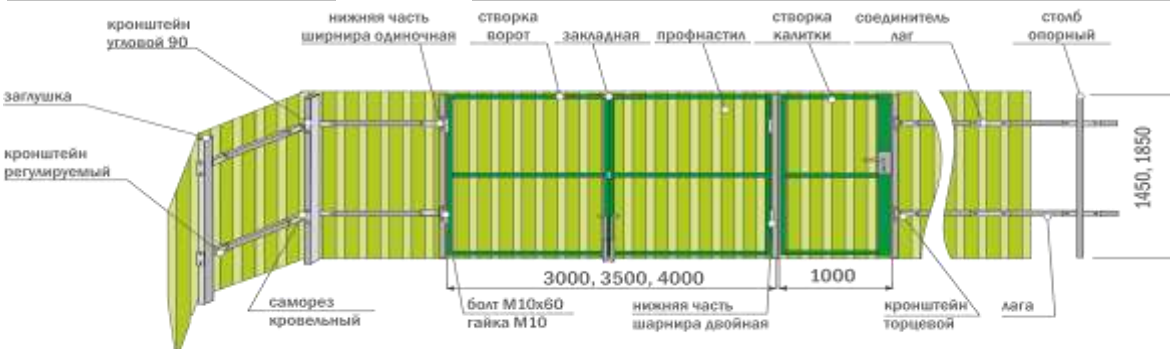 кронштейн
угловой 90
нижняя часть
ширнира одиночная
створка
ворот
закладная
профнастил
створка
калитки
соединитель
лаг
столб
опорный
заглушка
кронштейн
регулируемый
1450, 1850
3000, 3500, 4000
1000
саморез
кровельный
болт М10х60
гайка М10
нижняя часть
шарнира двойная
кронштейн
торцевой
лага